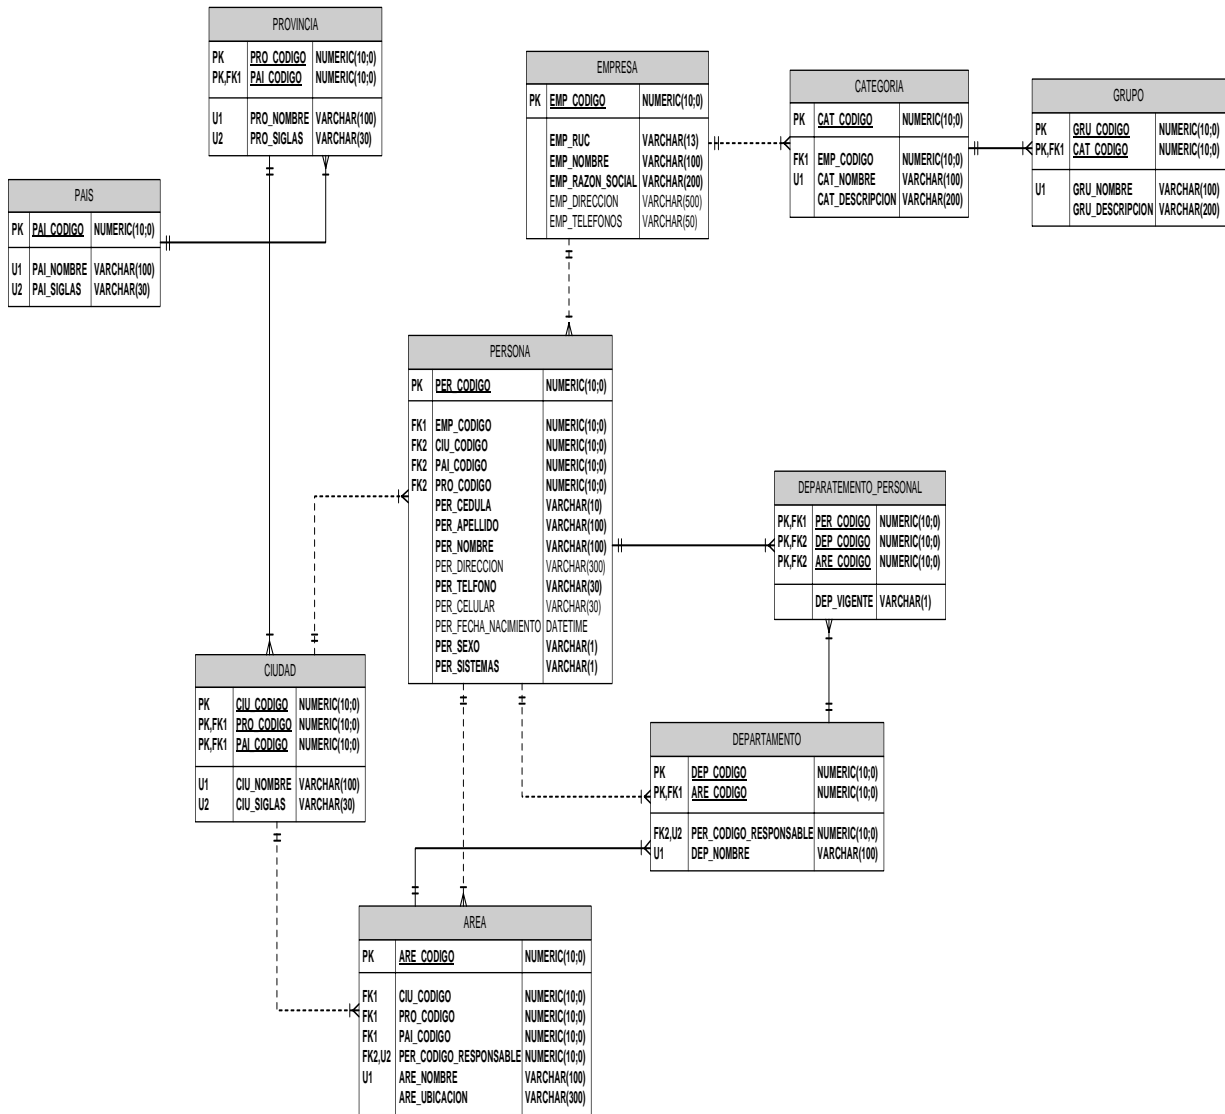 PROVINCIA
PK PRO_CODIGO NUMERIC(10;0)
PK,FK1 PAI_CODIGO NUMERIC(10;0)
U1 PRO_NOMBRE VARCHAR(100)
U2 PRO_SIGLAS VARCHAR(30)
EMPRESA
PK EMP_CODIGO NUMERIC(10;0)
EMP_RUC VARCHAR(13)
EMP_NOMBRE VARCHAR(100)
EMP_RAZON_SOCIAL VARCHAR(200)
EMP_DIRECCION VARCHAR(500)
EMP_TELEFONOS VARCHAR(50)
CATEGORIA
PK CAT_CODIGO NUMERIC(10;0)
FK1 EMP_CODIGO NUMERIC(10;0)
U1 CAT_NOMBRE VARCHAR(100)
CAT_DESCRIPCION VARCHAR(200)
GRUPO
PK GRU_CODIGO NUMERIC(10;0)
PK,FK1 CAT_CODIGO NUMERIC(10;0)
U1 GRU_NOMBRE VARCHAR(100)
GRU_DESCRIPCION VARCHAR(200)
PAIS
PK PAI_CODIGO NUMERIC(10;0)
U1 PAI_NOMBRE VARCHAR(100)
U2 PAI_SIGLAS VARCHAR(30)
PERSONA
PK PER_CODIGO NUMERIC(10;0)
FK1 EMP_CODIGO NUMERIC(10;0)
FK2 CIU_CODIGO NUMERIC(10;0)
FK2 PAI_CODIGO NUMERIC(10;0)
FK2 PRO_CODIGO NUMERIC(10;0)
PER_CEDULA VARCHAR(10)
PER_APELLIDO VARCHAR(100)
PER_NOMBRE VARCHAR(100)
PER_DIRECCION VARCHAR(300)
PER_TELFONO VARCHAR(30)
PER_CELULAR VARCHAR(30)
PER_FECHA_NACIMIENTO DATETIME
PER_SEXO VARCHAR(1)
PER_SISTEMAS VARCHAR(1)
DEPARATEMENTO_PERSONAL
PK,FK1 PER_CODIGO NUMERIC(10;0)
PK,FK2 DEP_CODIGO NUMERIC(10;0)
PK,FK2 ARE_CODIGO NUMERIC(10;0)
DEP_VIGENTE VARCHAR(1)
CIUDAD
PK CIU_CODIGO NUMERIC(10;0)
PK,FK1 PRO_CODIGO NUMERIC(10;0)
PK,FK1 PAI_CODIGO NUMERIC(10;0)
U1 CIU_NOMBRE VARCHAR(100)
U2 CIU_SIGLAS VARCHAR(30)
DEPARTAMENTO
PK DEP_CODIGO NUMERIC(10;0)
PK,FK1 ARE_CODIGO NUMERIC(10;0)
FK2,U2 PER_CODIGO_RESPONSABLE NUMERIC(10;0)
U1 DEP_NOMBRE VARCHAR(100)
AREA
PK ARE_CODIGO NUMERIC(10;0)
FK1 CIU_CODIGO NUMERIC(10;0)
FK1 PRO_CODIGO NUMERIC(10;0)
FK1 PAI_CODIGO NUMERIC(10;0)
FK2,U2 PER_CODIGO_RESPONSABLE NUMERIC(10;0)
U1 ARE_NOMBRE VARCHAR(100)
ARE_UBICACION VARCHAR(300)